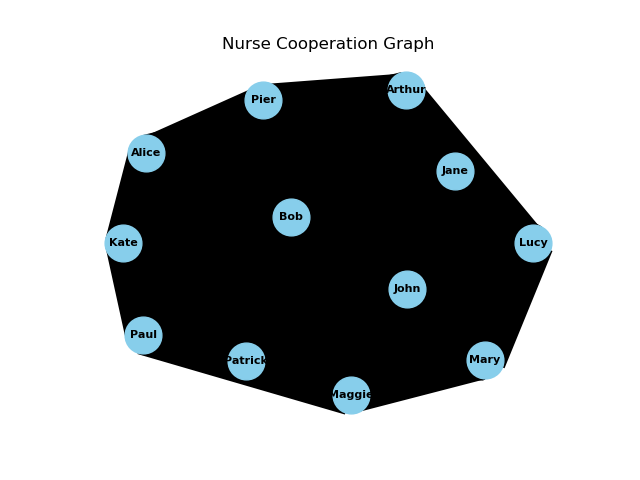 Nurse Cooperation Graph
Arthur
Pier
Alice
Jane
Bob
Kate
Lucy
John
Paul
Patrick
Mary
Maggie